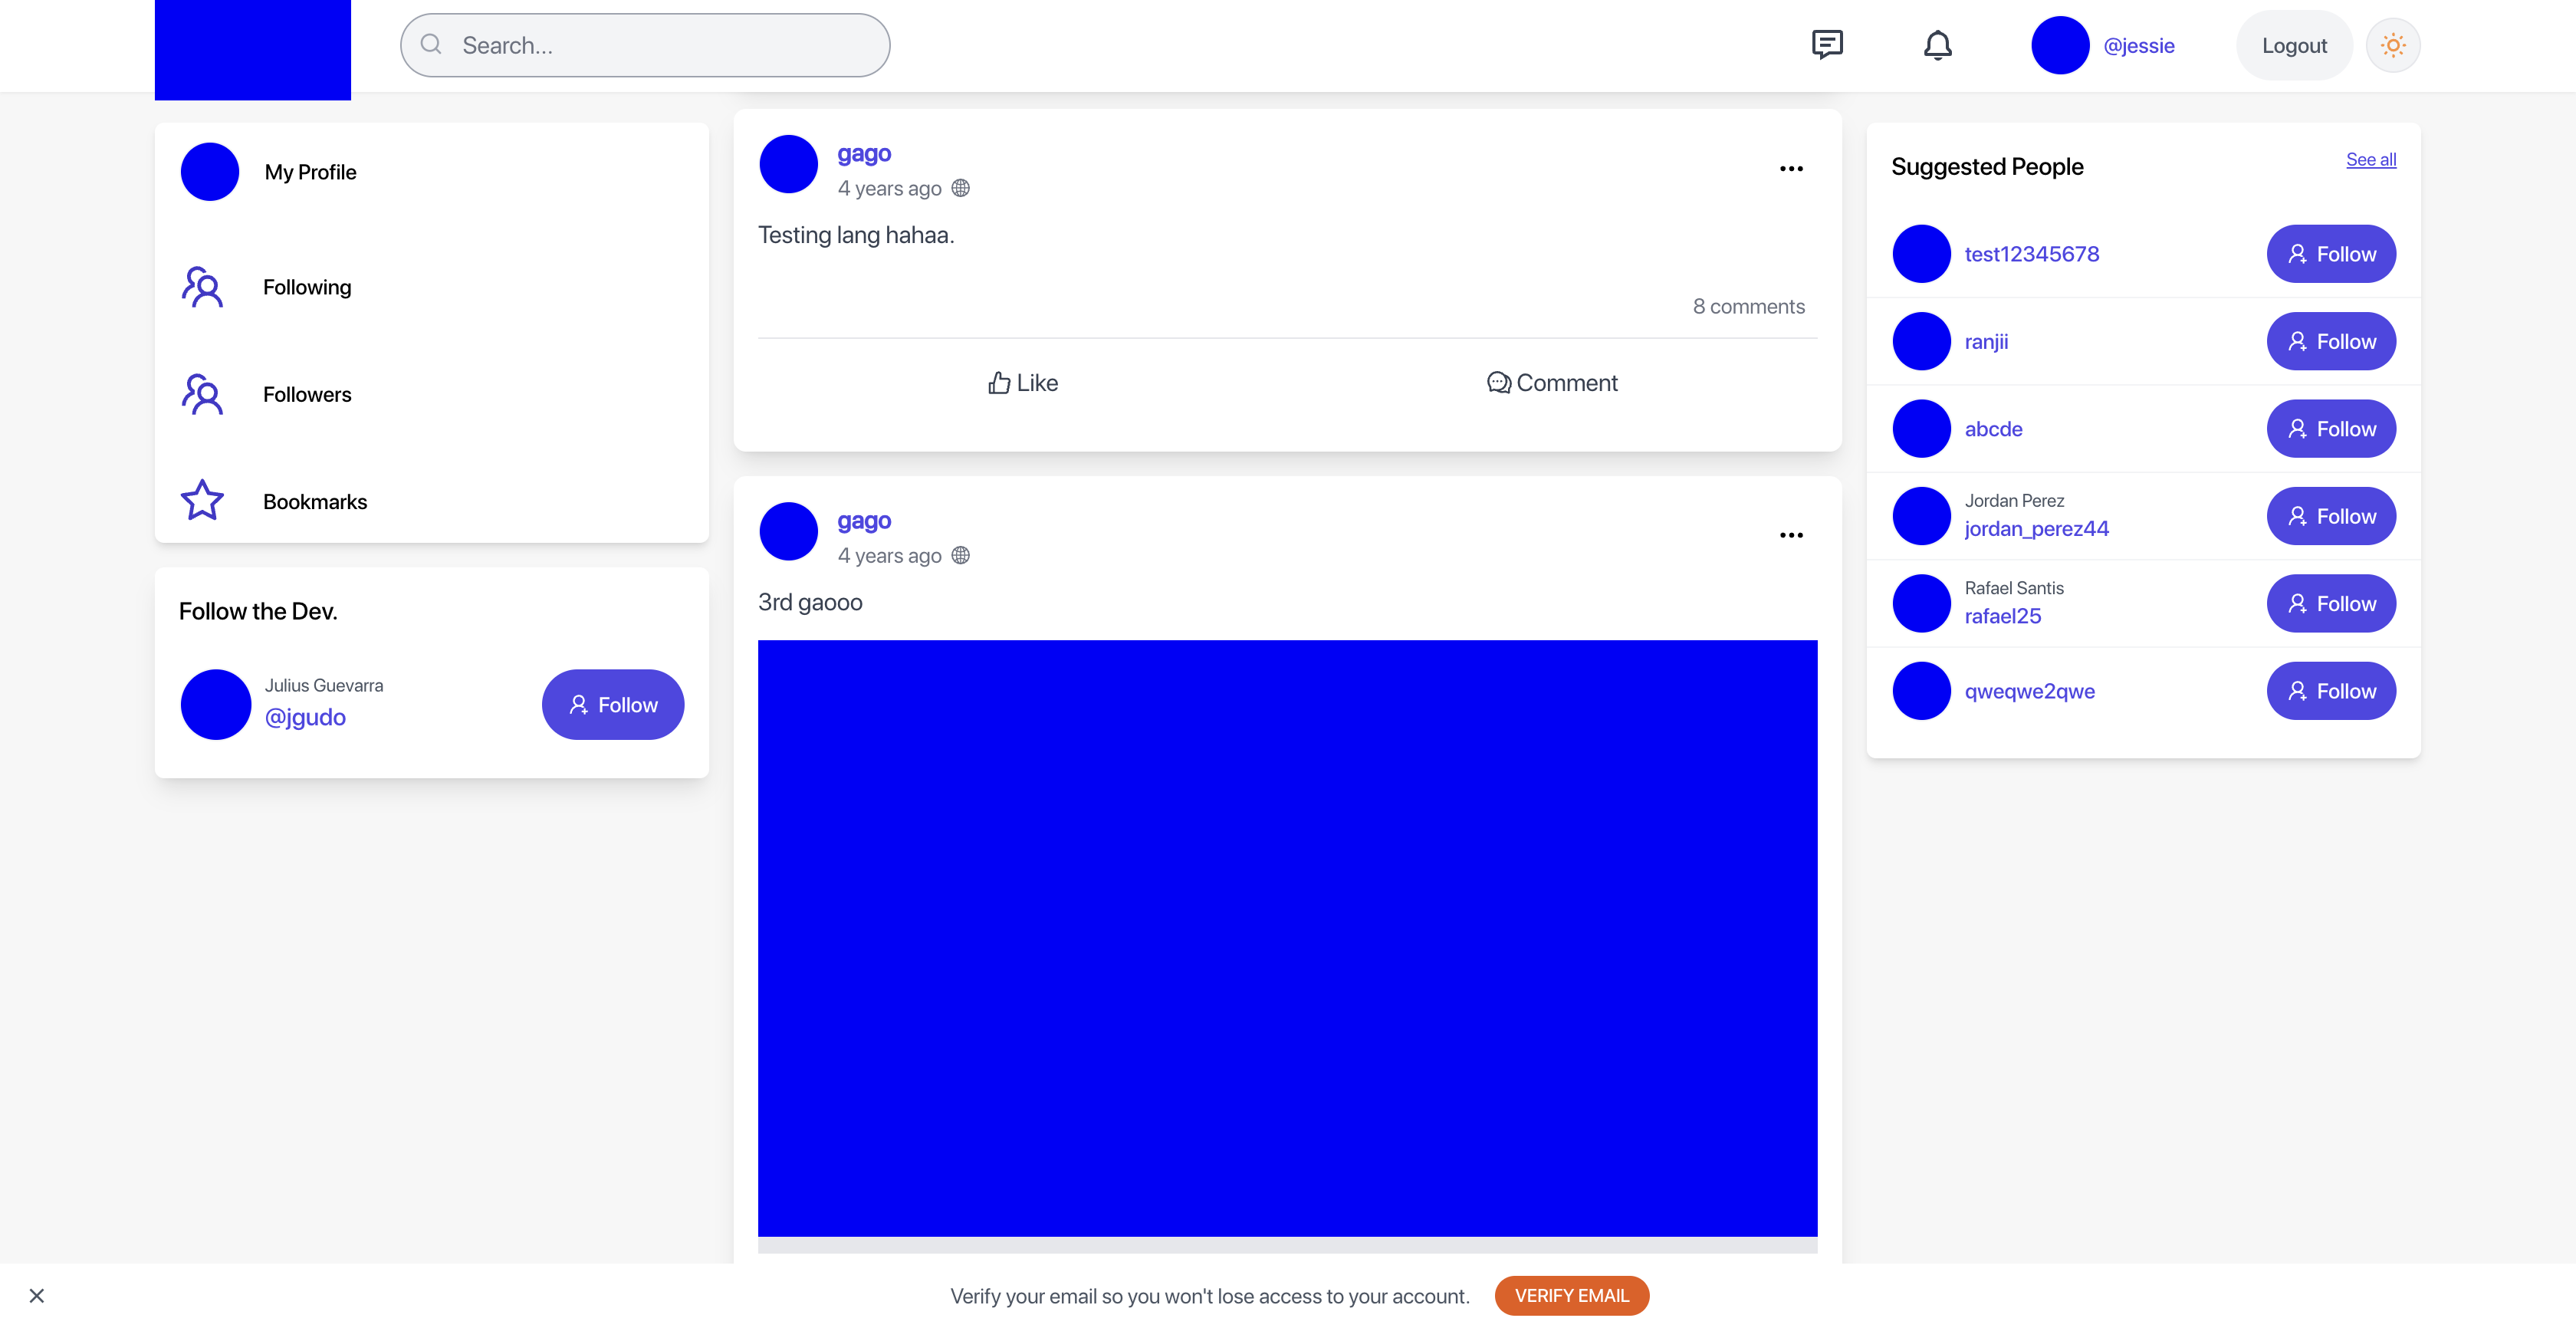 Search...
@jessie
Logout
My Profile
Following
Followers
Bookmarks
Follow the Dev.
Julius Guevarra
@jgudo
Follow
gago
4 years ago
Testing lang hahaa.
8 comments
Like
Comment
gago
4 years ago
3rd gaooo
Suggested People
See all
test12345678
Follow
ranjii
Follow
abcde
Follow
Jordan Perez
jordan_perez44
Follow
Rafael Santis
rafael25
Follow
qweqwe2qwe
Follow
Verify your email so you won't lose access to your account.
VERIFY EMAIL